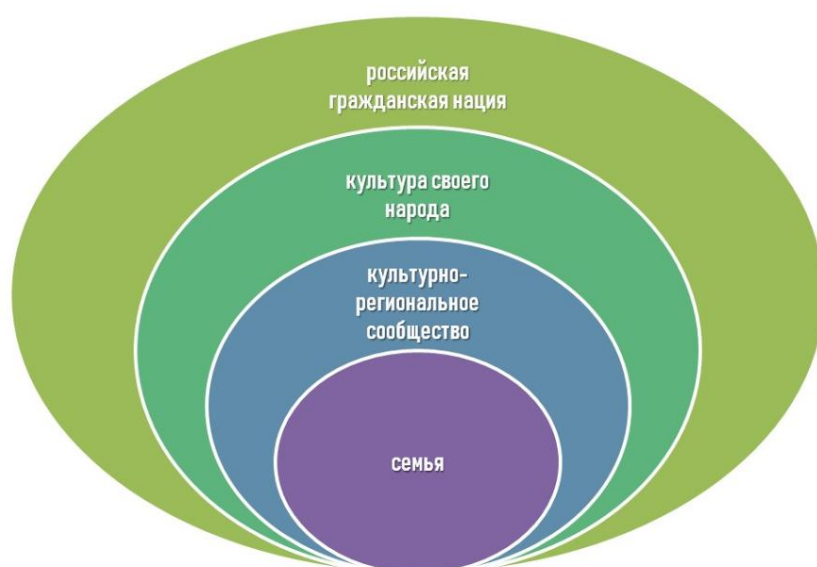 российская
гражданская нация
культура своего
народа
культурно-
региональное
сообщество
семья